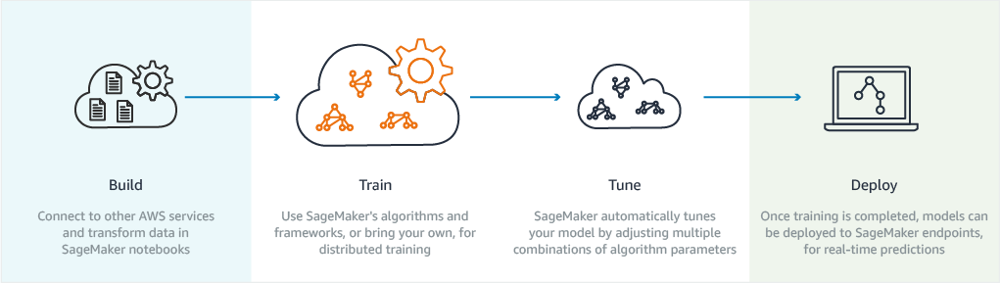 Build
Connect to other AWS services
and transform data in
SageMaker notebooks
Train
Use SageMaker's algorithms and
frameworks, or bring your own, for
distributed training
Tune
SageMaker automatically tunes
your model by adjusting multiple
combinations of algorithm parameters
Deploy
Once training is completed, models can
be deployed to SageMaker endpoints,
for real-time predictions